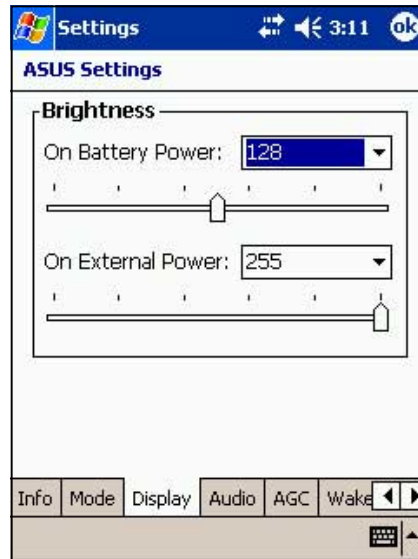 Settings 3:11 ok
ASUS Settings
Brightness
On Battery Power: 128
On External Power: 255
Info Mode Display Audio AGC Wake